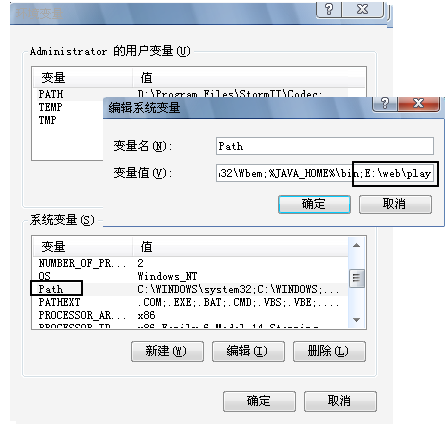 环境变量
Administrator 的用户变量(U)
变量 值
PATH D:\Program Files\StormII\Codec;
TEMP
TMP
编辑系统变量
变量名(N): Path
变量值(V): 32\Wbem;%JAVA_HOME%\bin;E:\web\play
确定 取消
系统变量(S)
变量 值
NUMBER_OF_PR... 2
OS Windows_NT
Path C:\WINDOWS\system32;C:\WINDOWS;...
PATHEXT .COM;.EXE;.BAT;.CMD;.VBS;.VBE;....
PROCESSOR_AR... x86
PROCESSOR_ID x86 Family 6 Model 14 Stepping
新建(W) 编辑(I) 删除(L)
确定 取消